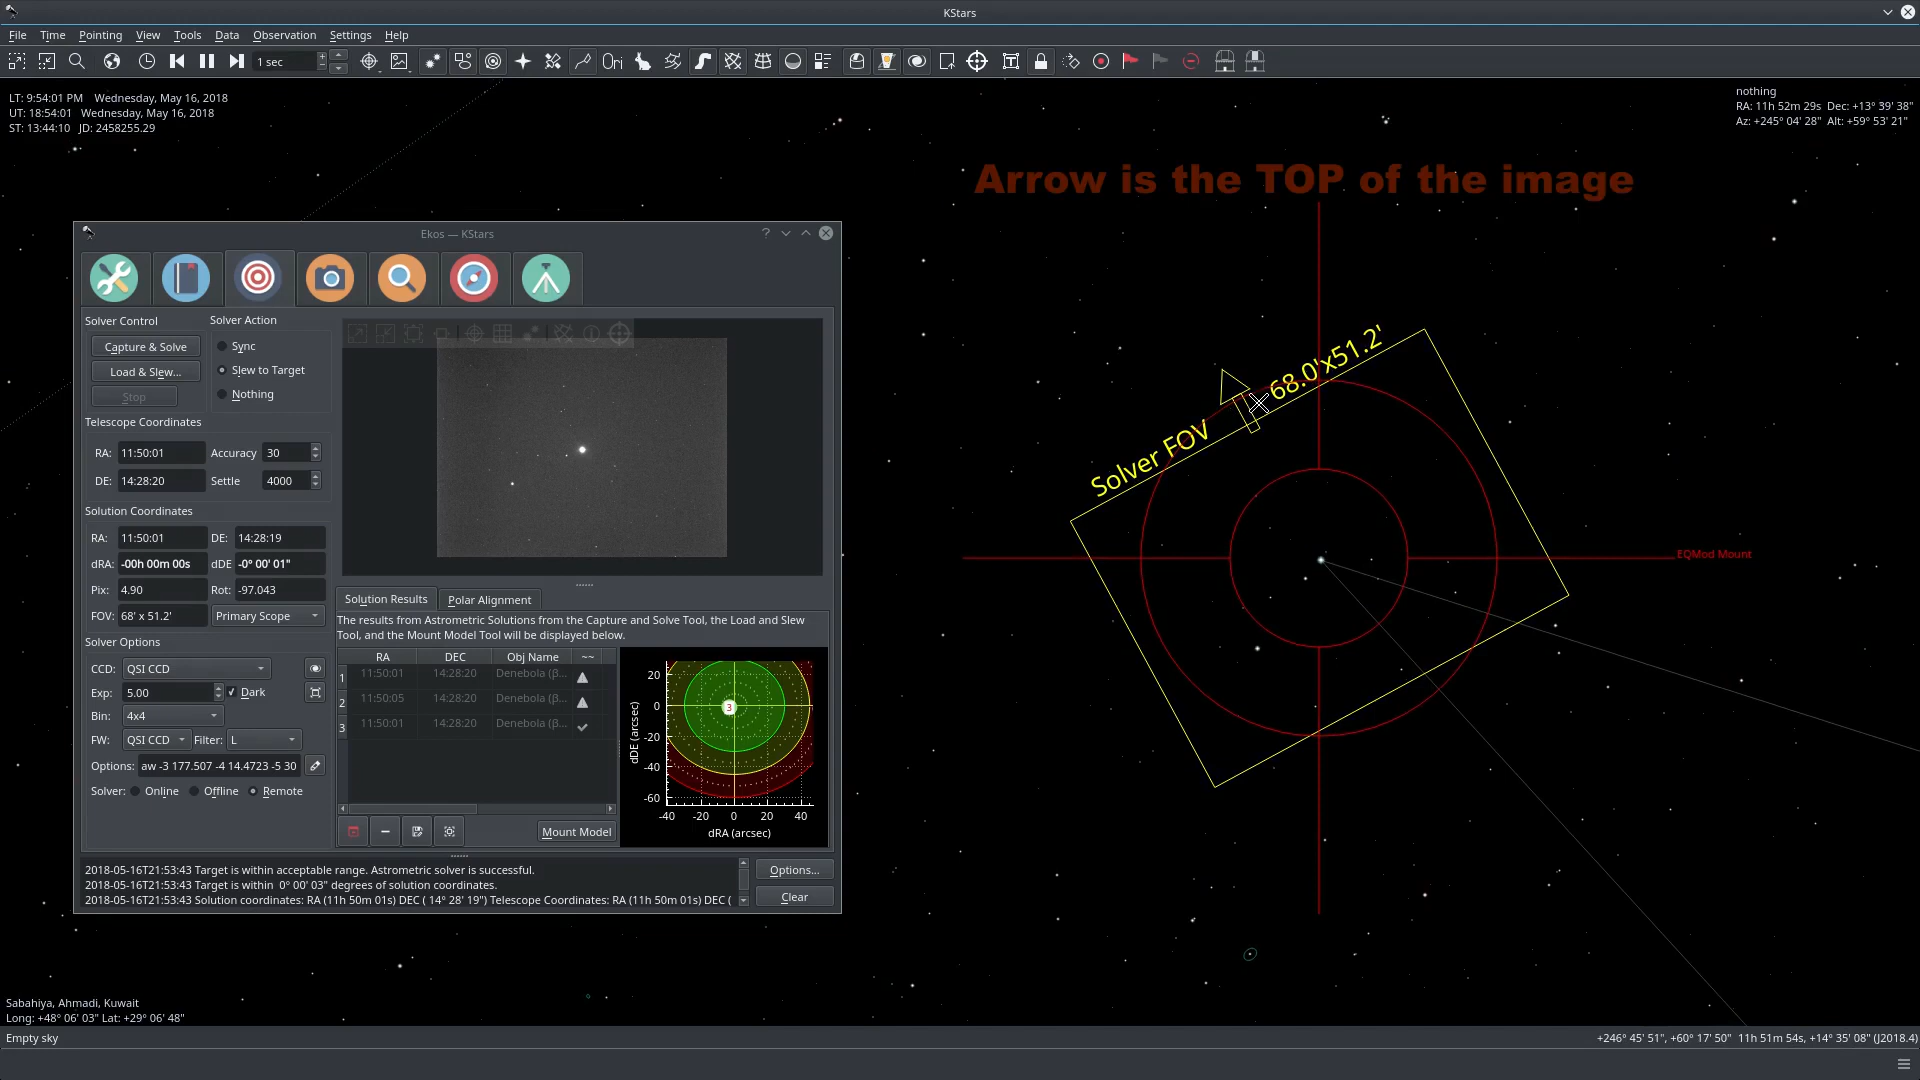 KStars
File Time Pointing View Tools Data Observation Settings Help
1 sec
Ori
LT: 9:54:01 PM Wednesday, May 16, 2018
UT: 18:54:01 Wednesday, May 16, 2018
ST: 13:44:10 JD: 2458255.29
nothing
RA: 11h 52m 29s Dec: +13° 39' 38"
Az: +245° 04' 28" Alt: +59° 53' 21"
Arrow is the TOP of the image
Ekos — KStars
Solver Control
Solver Action
Capture & Solve
Sync
Load & Slew...
Slew to Target
Stop
Nothing
Telescope Coordinates
RA: 11:50:01 Accuracy 30
DE: 14:28:20 Settle 4000
Solution Coordinates
RA: 11:50:01 DE: 14:28:19
dRA: -00h 00m 00s dDE -0° 00' 01"
Pix: 4.90 Rot: -97.043
FOV: 68' x 51.2' Primary Scope
Solver Options
CCD: QSI CCD
Exp: 5.00 Dark
Bin: 4x4
FW: QSI CCD Filter: L
Options: aw -3 177.507 -4 14.4723 -5 30
Solver: Online Offline Remote
Solution Results Polar Alignment
The results from Astrometric Solutions from the Capture and Solve Tool, the Load and Slew
Tool, and the Mount Model Tool will be displayed below.
RA DEC Obj Name ~~
1 11:50:01 14:28:20 Denebola (β...
2 11:50:05 14:28:20 Denebola (β...
3 11:50:01 14:28:20 Denebola (β...
Mount Model
20
0
-20
-40
-60
dDE (arcsec)
3
-40 -20 0 20 40
dRA (arcsec)
2018-05-16T21:53:43 Target is within acceptable range. Astrometric solver is successful.
2018-05-16T21:53:43 Target is within 0° 00' 03" degrees of solution coordinates.
2018-05-16T21:53:43 Solution coordinates: RA (11h 50m 01s) DEC ( 14° 28' 19") Telescope Coordinates: RA (11h 50m 01s) DEC (
Options...
Clear
Solver FOV
68.0'x51.2'
EQMod Mount
Sabahiya, Ahmadi, Kuwait
Long: +48° 06' 03" Lat: +29° 06' 48"
Empty sky
+246° 45' 51", +60° 17' 50" 11h 51m 54s, +14° 35' 08" (J2018.4)